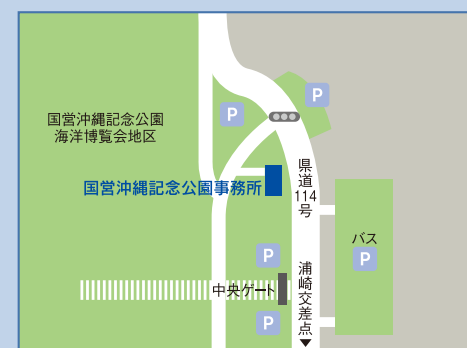 P
P
国営沖縄記念公園
海洋博覧会地区
県道114号
国営沖縄記念公園事務所
バス
P
P
浦崎交差点
中央ゲート
P